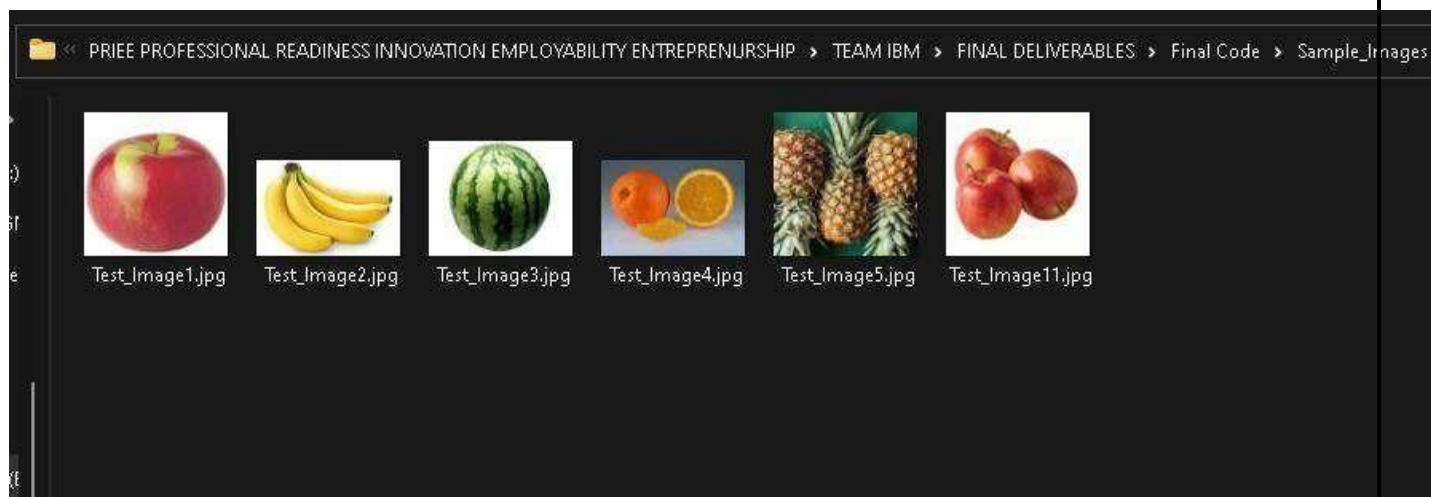 « PRIEE PROFESSIONAL READINESS INNOVATION EMPLOYABILITY ENTREPRENURSHIP > TEAM IBM > FINAL DELIVERABLES > Final Code > Sample_Images
Test_Image1.jpg Test_Image2.jpg Test_Image3.jpg Test_Image4.jpg Test_Image5.jpg Test_Image11.jpg